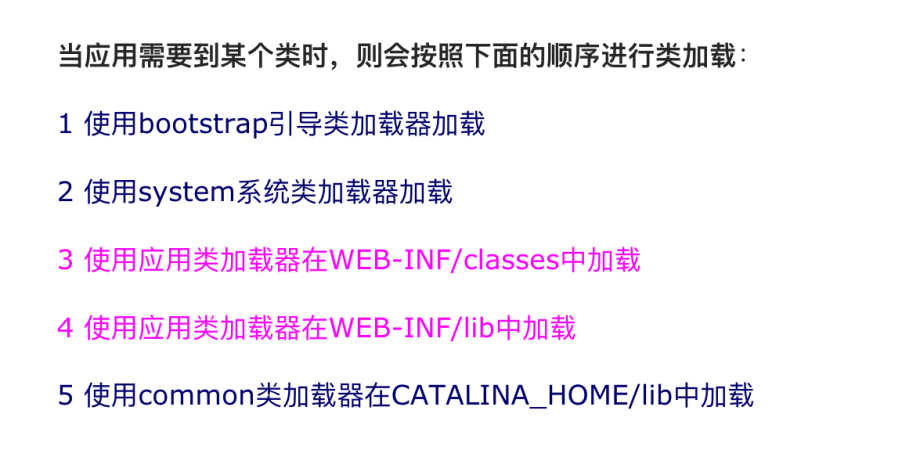 当应用需要到某个类时，则会按照下面的顺序进行类加载：
1 使用bootstrap引导类加载器加载
2 使用system系统类加载器加载
3 使用应用类加载器在WEB-INF/classes中加载
4 使用应用类加载器在WEB-INF/lib中加载
5 使用common类加载器在CATALINA_HOME/lib中加载